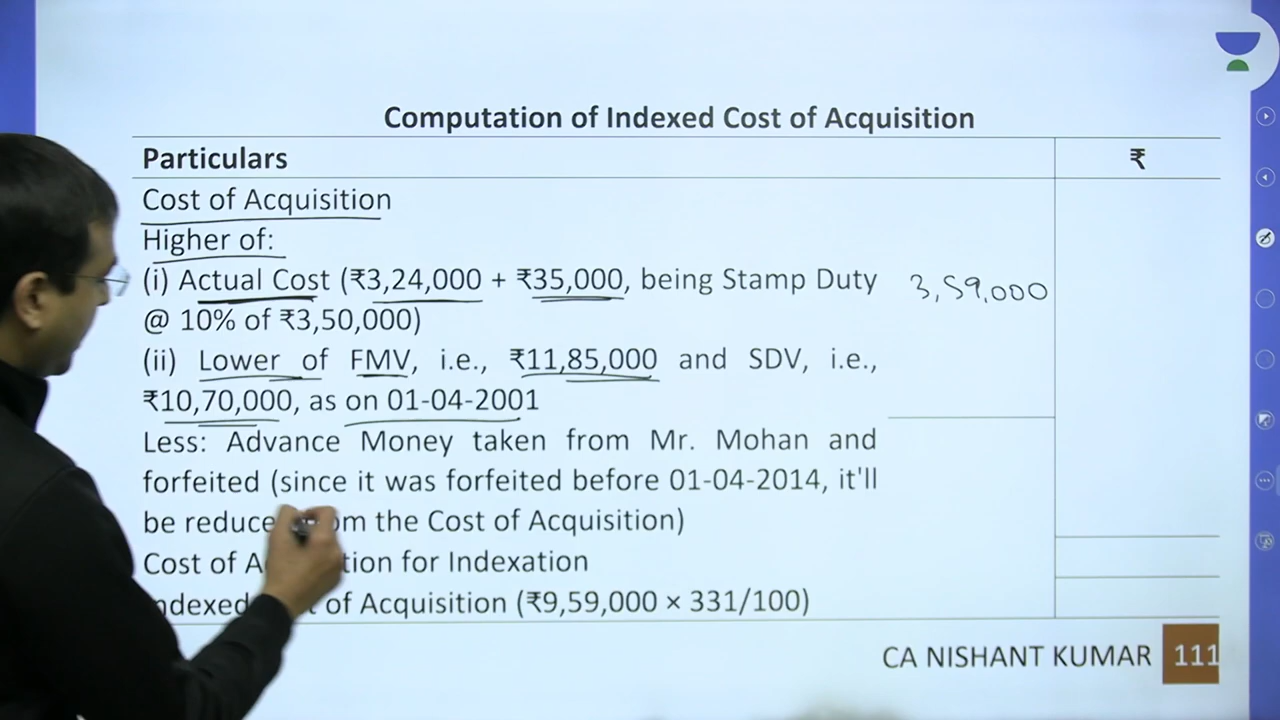 Computation of Indexed Cost of Acquisition
Particulars ₹
Cost of Acquisition
Higher of:
(i) Actual Cost (₹3,24,000 + ₹35,000, being Stamp Duty 3,59,000
@ 10% of ₹3,50,000)
(ii) Lower of FMV, i.e., ₹11,85,000 and SDV, i.e.,
₹10,70,000, as on 01-04-2001
Less: Advance Money taken from Mr. Mohan and
forfeited (since it was forfeited before 01-04-2014, it'll
be the Cost of Acquisition)
Cost of for Indexation
of Acquisition (₹9,59,000 × 331/100)
CA NISHANT KUMAR 111